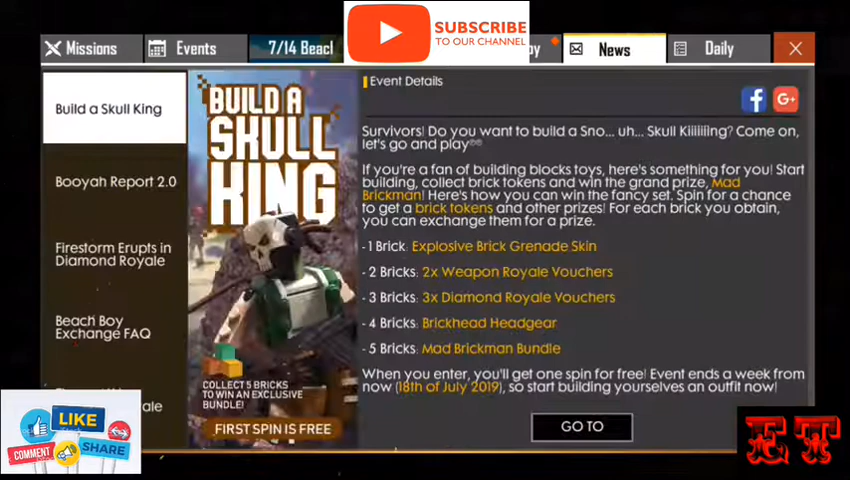 SUBSCRIBE
TO OUR CHANNEL
Missions
Events
7/14 Beach
News
Daily
Build a Skull King
Booyah Report 2.0
Firestorm Erupts in
Diamond Royale
Beach Boy
Exchange FAQ
BUILD A
SKULL
KING
COLLECT 5 BRICKS
TO WIN AN EXCLUSIVE
BUNDLE!
FIRST SPIN IS FREE
Event Details
Survivors! Do you want to build a Sno... uh... Skull Kiiiiiiing? Come on,
let's go and play
If you're a fan of building blocks toys, here's something for you! Start
building, collect brick tokens and win the grand prize, Mad
Brickman! Here's how you can win the fancy set. Spin for a chance
to get a brick tokens and other prizes! For each brick you obtain,
you can exchange them for a prize.
- 1 Brick: Explosive Brick Grenade Skin
- 2 Bricks: 2x Weapon Royale Vouchers
- 3 Bricks: 3x Diamond Royale Vouchers
- 4 Bricks: Brickhead Headgear
- 5 Bricks: Mad Brickman Bundle
When you enter, you'll get one spin for free! Event ends a week from
now (18th of July 2019), so start building yourselves an outfit now!
GO TO
LIKE
COMMENT
SHARE
ET